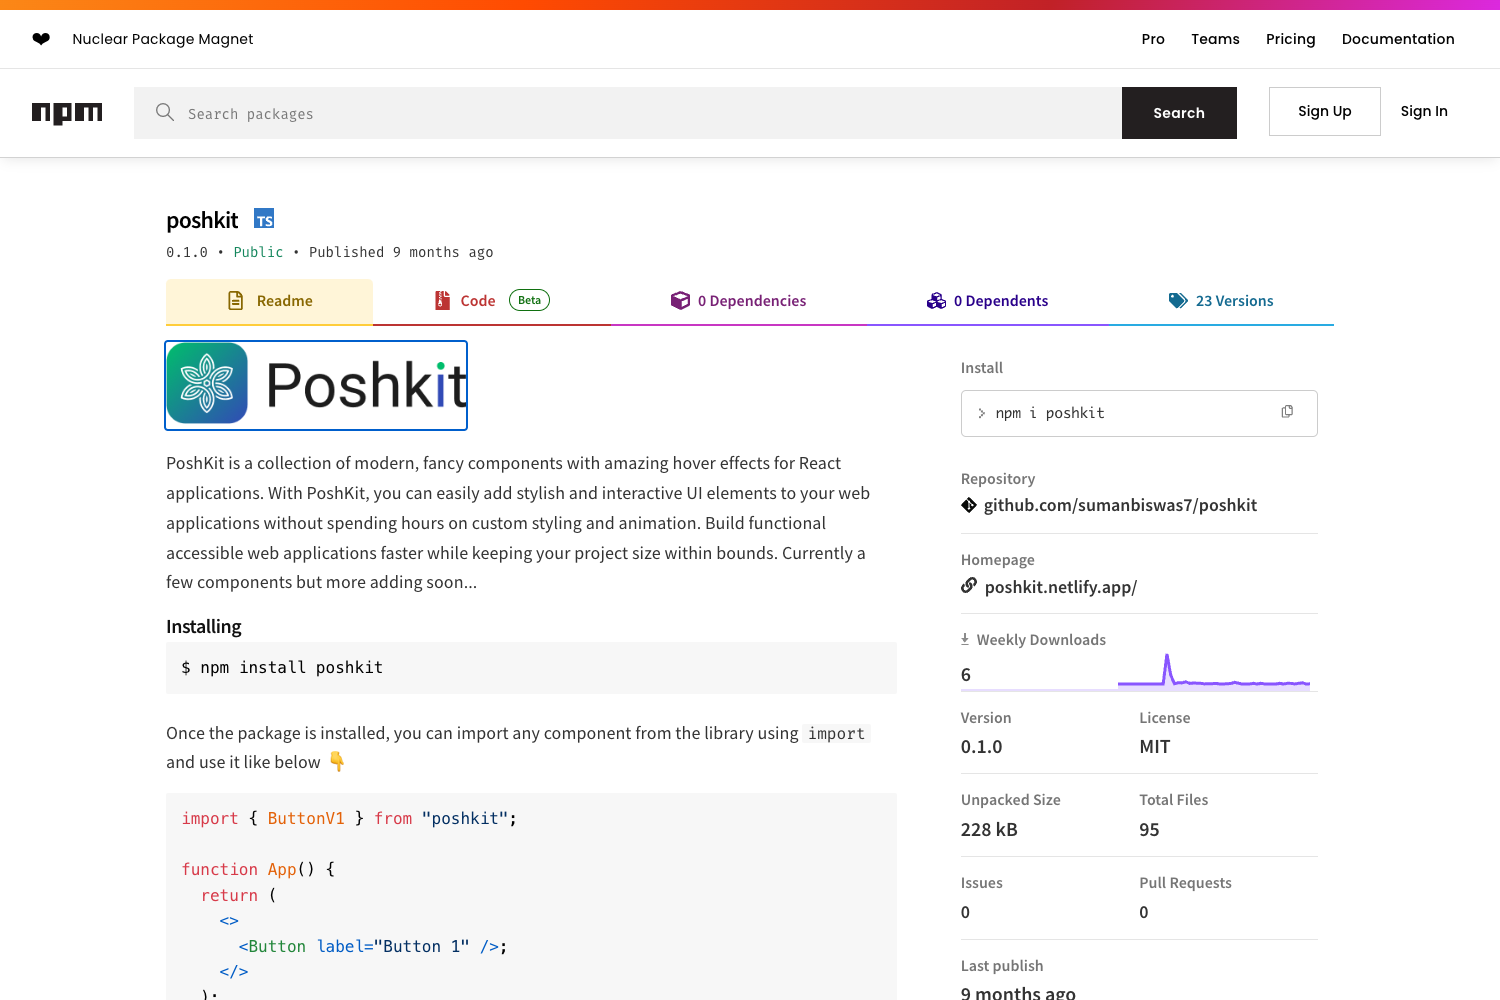 ❤ Nuclear Package Magnet
Pro Teams Pricing Documentation
npm
Search packages
Search
Sign Up
Sign In
poshkit TS
0.1.0 • Public • Published 9 months ago
Readme
Code Beta
0 Dependencies
0 Dependents
23 Versions
Poshkit
PoshKit is a collection of modern, fancy components with amazing hover effects for React
applications. With PoshKit, you can easily add stylish and interactive UI elements to your web
applications without spending hours on custom styling and animation. Build functional
accessible web applications faster while keeping your project size within bounds. Currently a
few components but more adding soon...
Installing
$ npm install poshkit
Once the package is installed, you can import any component from the library using import
and use it like below 👇
import { ButtonV1 } from "poshkit";
function App() {
return (
<>
<Button label="Button 1" />;
</>
);
Install
> npm i poshkit
Repository
github.com/sumanbiswas7/poshkit
Homepage
poshkit.netlify.app/
Weekly Downloads
6
Version
0.1.0
License
MIT
Unpacked Size
228 kB
Total Files
95
Issues
0
Pull Requests
0
Last publish
9 months ago